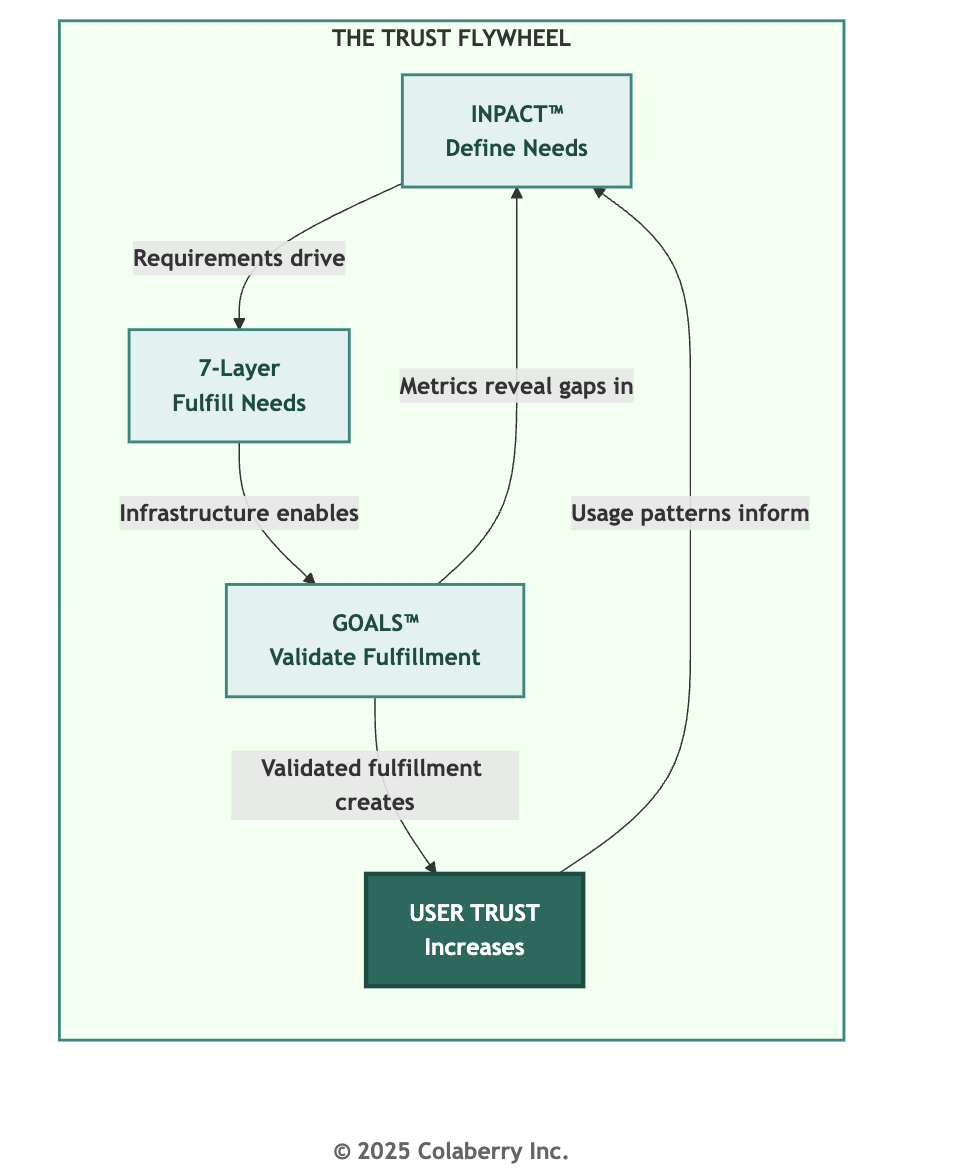 THE TRUST FLYWHEEL
INPACT™
Define Needs
Requirements drive
7-Layer
Fulfill Needs
Metrics reveal gaps in
Infrastructure enables
Usage patterns inform
GOALS™
Validate Fulfillment
Validated fulfillment
creates
USER TRUST
Increases
© 2025 Colaberry Inc.